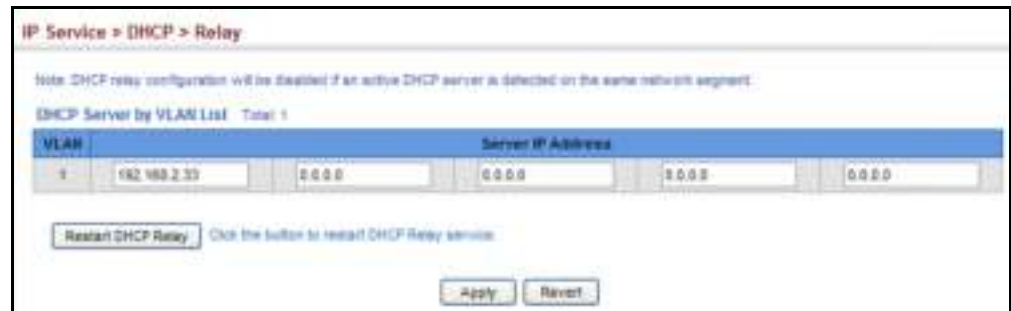 IP Service > DHCP > Relay
Note: DHCP relay configuration will be disabled if an active DHCP server is detected on the same network segment.
DHCP Server by VLAN List Total: 1
VLAN Server IP Address
1 192.168.2.33 0.0.0.0 0.0.0.0 0.0.0.0 0.0.0.0
Restart DHCP Relay Click the button to restart DHCP Relay service.
Apply Revert